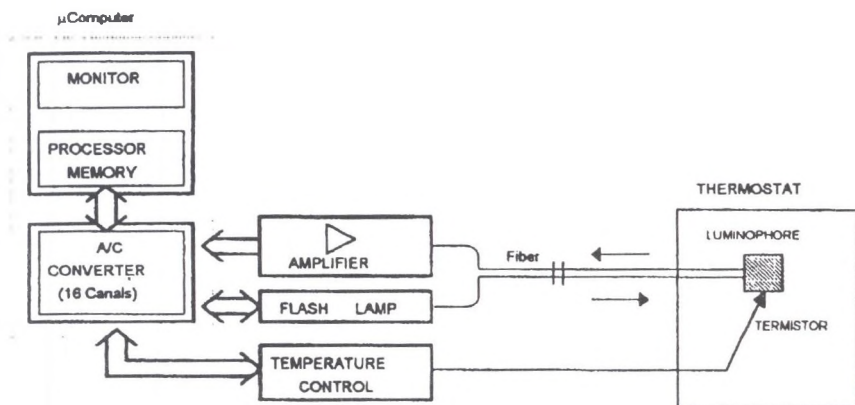 µComputer
MONITOR
PROCESSOR
MEMORY
A/C
CONVERTER
(16 Canals)
AMPLIFIER
FLASH LAMP
TEMPERATURE
CONTROL
Fiber
THERMOSTAT
LUMINOPHORE
TERMISTOR